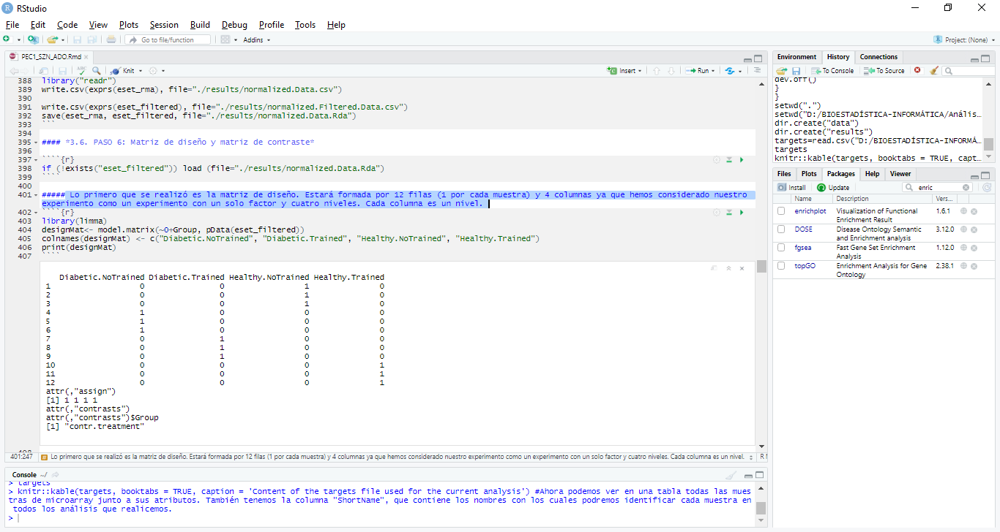 RStudio
File Edit Code View Plots Session Build Debug Profile Tools Help
Go to file/function Addins Project: (None)
PEC1_SZN_ADO.Rmd
ABC Knit Insert Run
388 library("readr")
389 write.csv(exprs(eset_rma), file="./results/normalized.Data.csv")
390
391 write.csv(exprs(eset_filtered), file="./results/normalized.Filtered.Data.csv")
392 save(eset_rma, eset_filtered, file="./results/normalized.Data.Rda")
393 ```
394
395 #### *3.6. PASO 6: Matriz de diseño y matriz de contraste*
396
397 ````{r}
398 if (!exists("eset_filtered")) load (file="./results/normalized.Data.Rda")
399 ````
400
401 ##### Lo primero que se realizó es la matriz de diseño. Estará formada por 12 filas (1 por cada muestra) y 4 columnas ya que hemos considerado nuestro
experimento como un experimento con un solo factor y cuatro niveles. Cada columna es un nivel.
402 ````{r}
403 library(limma)
404 designMat<- model.matrix(~0+Group, pData(eset_filtered))
405 colnames(designMat) <- c("Diabetic.NoTrained", "Diabetic.Trained", "Healthy.NoTrained", "Healthy.Trained")
406 print(designMat)
407 ````
Diabetic.NoTrained Diabetic.Trained Healthy.NoTrained Healthy.Trained
1 0 0 1 0
2 0 0 1 0
3 0 0 1 0
4 1 0 0 0
5 1 0 0 0
6 1 0 0 0
7 0 1 0 0
8 0 1 0 0
9 0 1 0 0
10 0 0 0 1
11 0 0 0 1
12 0 0 0 1
attr(,"assign")
[1] 1 1 1 1
attr(,"contrasts")
attr(,"contrasts")$Group
[1] "contr.treatment"
401:247 # Lo primero que se realizó es la matriz de diseño. Estará formada por 12 filas (1 por cada muestra) y 4 columnas ya que hemos considerado nuestro experimento como un experimento con un solo factor y cuatro niveles. Cada columna es un nivel.
Console ~/
> targets
> knitr::kable(targets, booktabs = TRUE, caption = 'Content of the targets file used for the current analysis') #Ahora podemos ver en una tabla todas las mues
tras de microarray junto a sus atributos. También tenemos la columna "ShortName", que contiene los nombres con los cuales podremos identificar cada muestra en
todos los análisis que realicemos.
>
Environment History Connections
To Console To Source
dev.off()
}
}
setwd(".")
setwd("D:/BIOESTADÍSTICA-INFORMÁTICA/Anális…
dir.create("data")
dir.create("results")
targets=read.csv("D:/BIOESTADÍSTICA-INFORMÁ…
targets
knitr::kable(targets, booktabs = TRUE, capt…
Files Plots Packages Help Viewer
Install Update enric
Name Description Vers...
enrichplot Visualization of Functional Enrichment Result 1.6.1
DOSE Disease Ontology Semantic and Enrichment analysis 3.12.0
fgsea Fast Gene Set Enrichment Analysis 1.12.0
topGO Enrichment Analysis for Gene Ontology 2.38.1